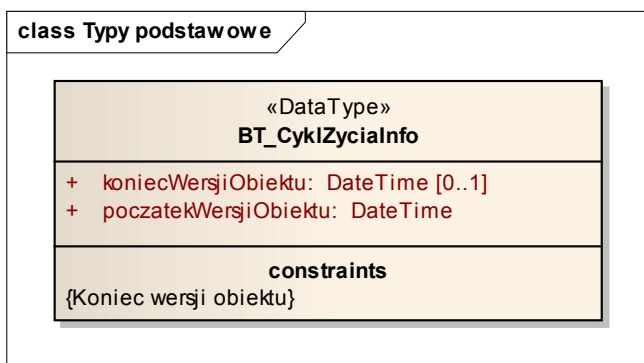 class Typy podstawowe
«DataType»
BT_CyklZyciaInfo
+ koniecWersjiObiektu: DateTime [0..1]
+ poczatekWersjiObiektu: DateTime
constraints
{Koniec wersji obiektu}